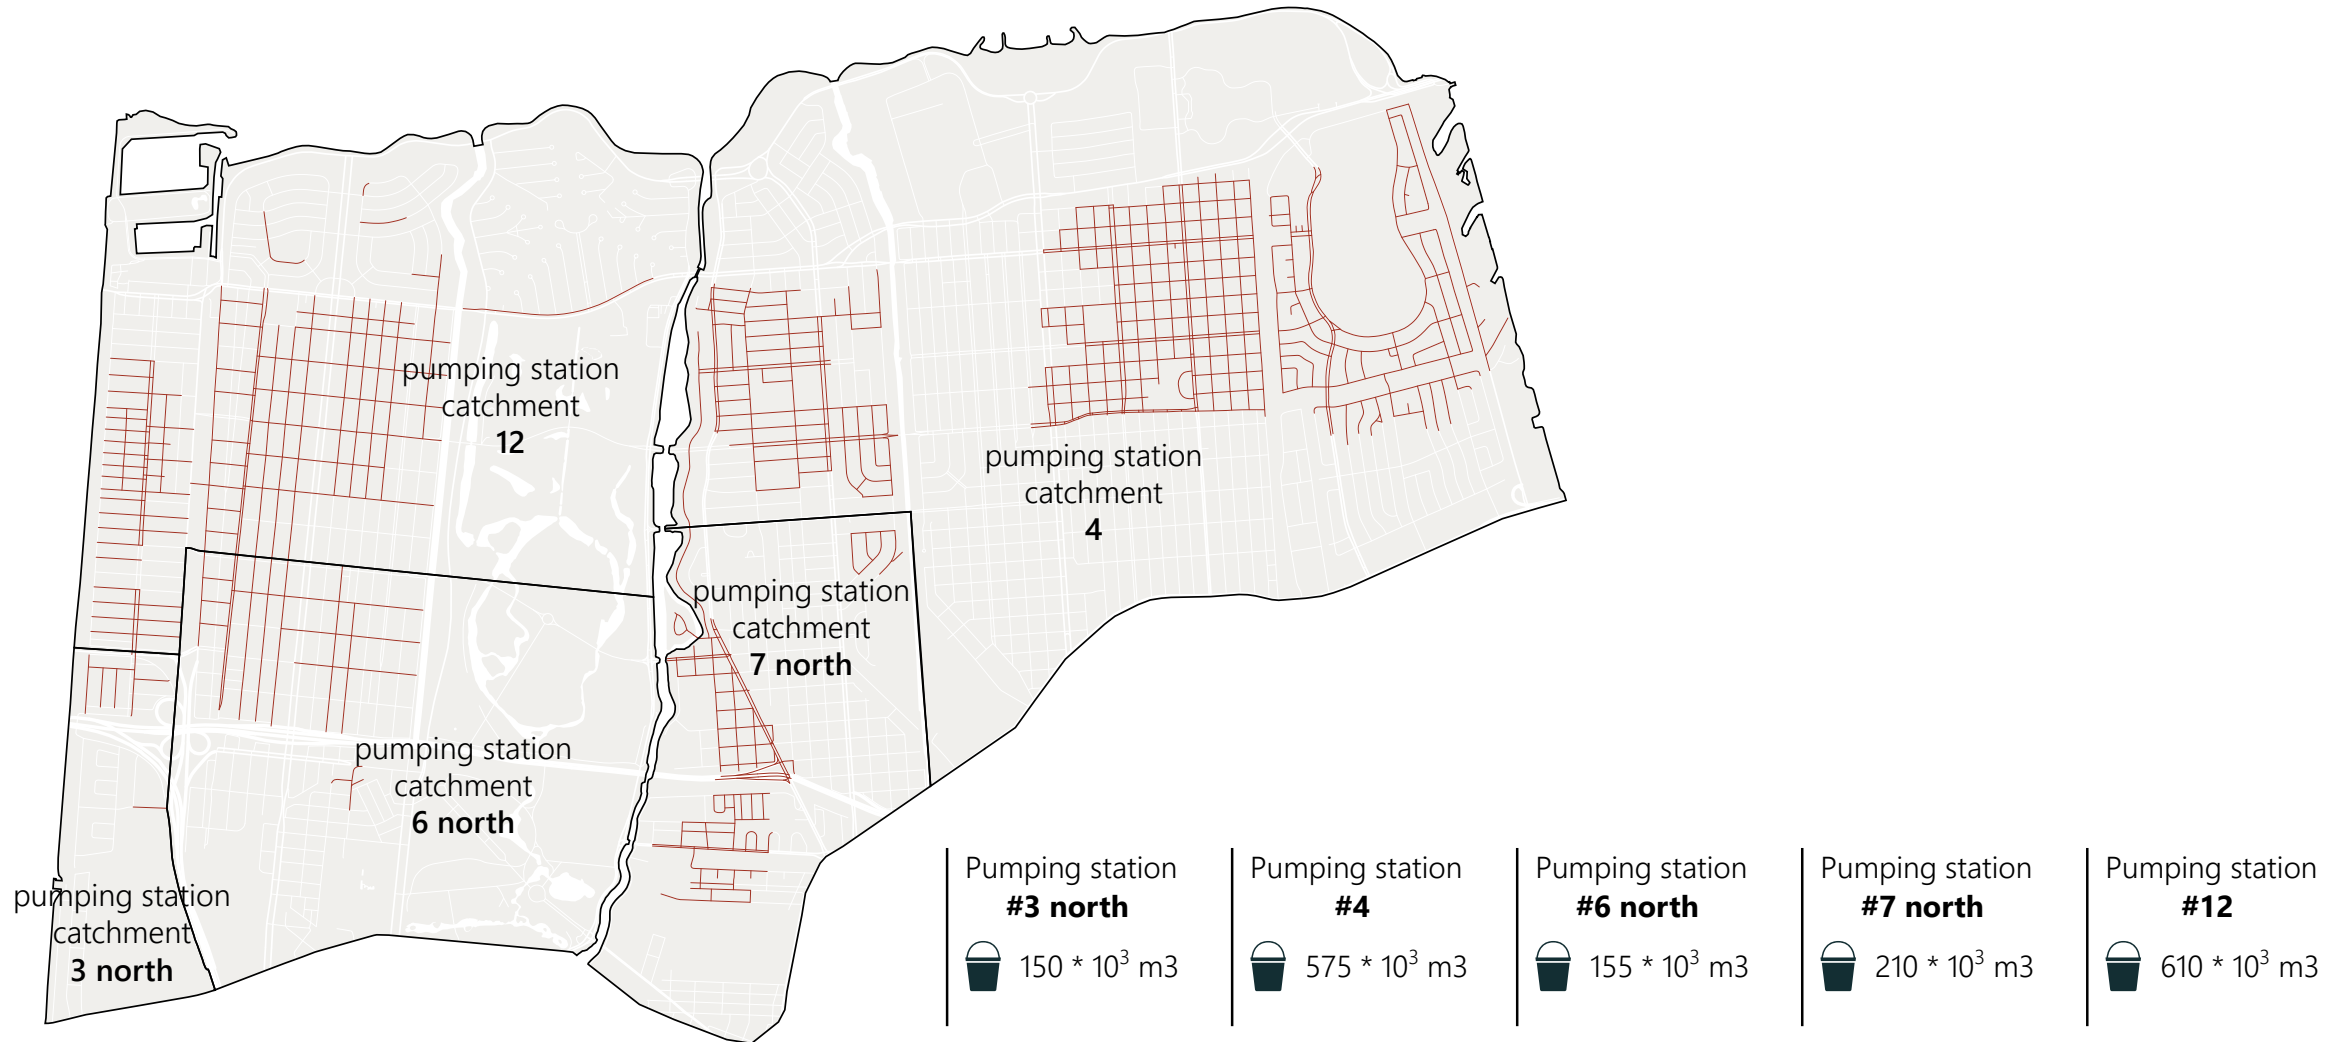 pumping station
catchment
12
pumping station
catchment
4
pumping station
catchment
7 north
pumping station
catchment
6 north
pumping station
catchment
3 north
Pumping station
#3 north
150 * 10³ m3
Pumping station
#4
575 * 10³ m3
Pumping station
#6 north
155 * 10³ m3
Pumping station
#7 north
210 * 10³ m3
Pumping station
#12
610 * 10³ m3